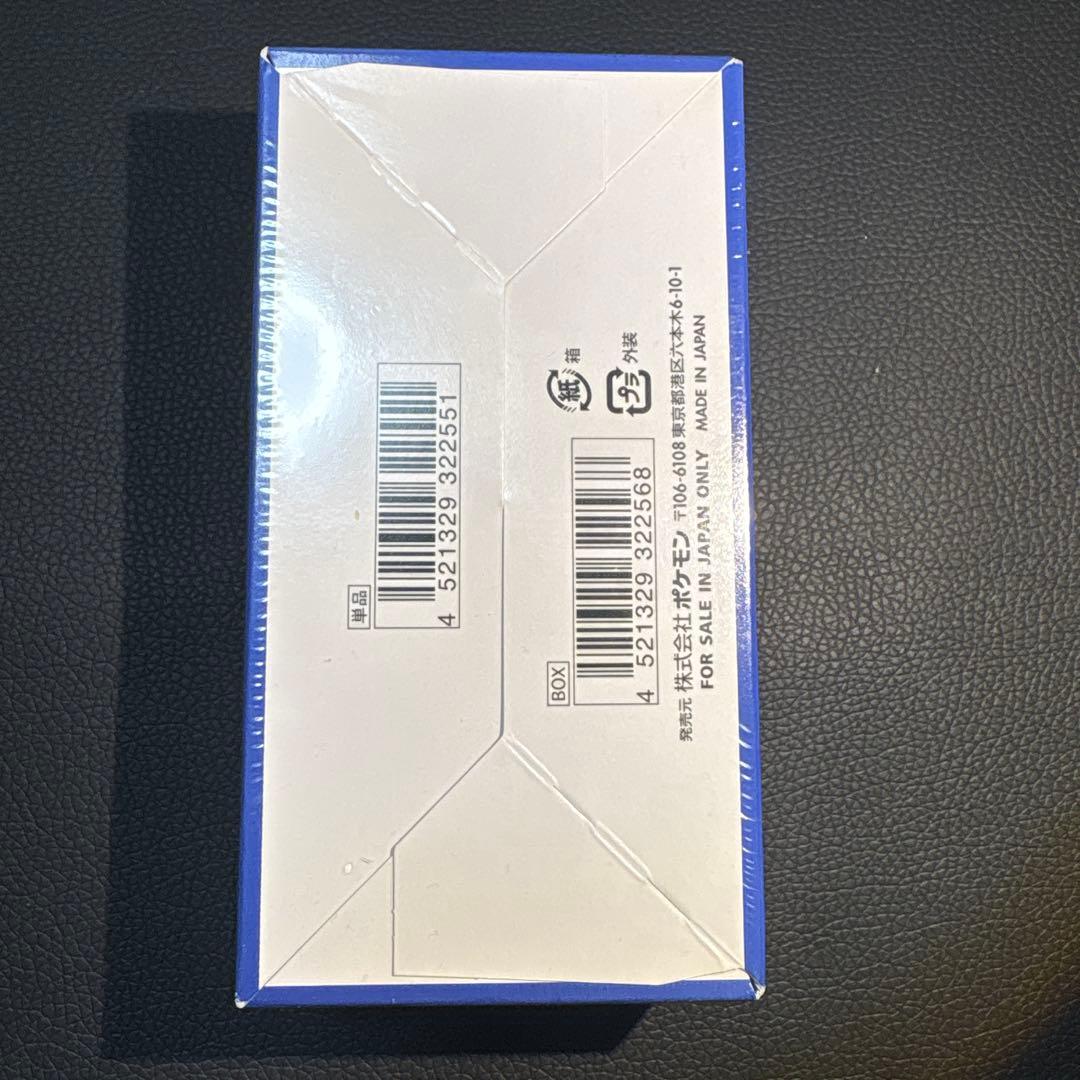 単品
4 521329 322551
紙 箱
プラ 外装
BOX
4 521329 322568
発売元 株式会社ポケモン 〒106-6108 東京都港区六本木6-10-1
FOR SALE IN JAPAN ONLY MADE IN JAPAN